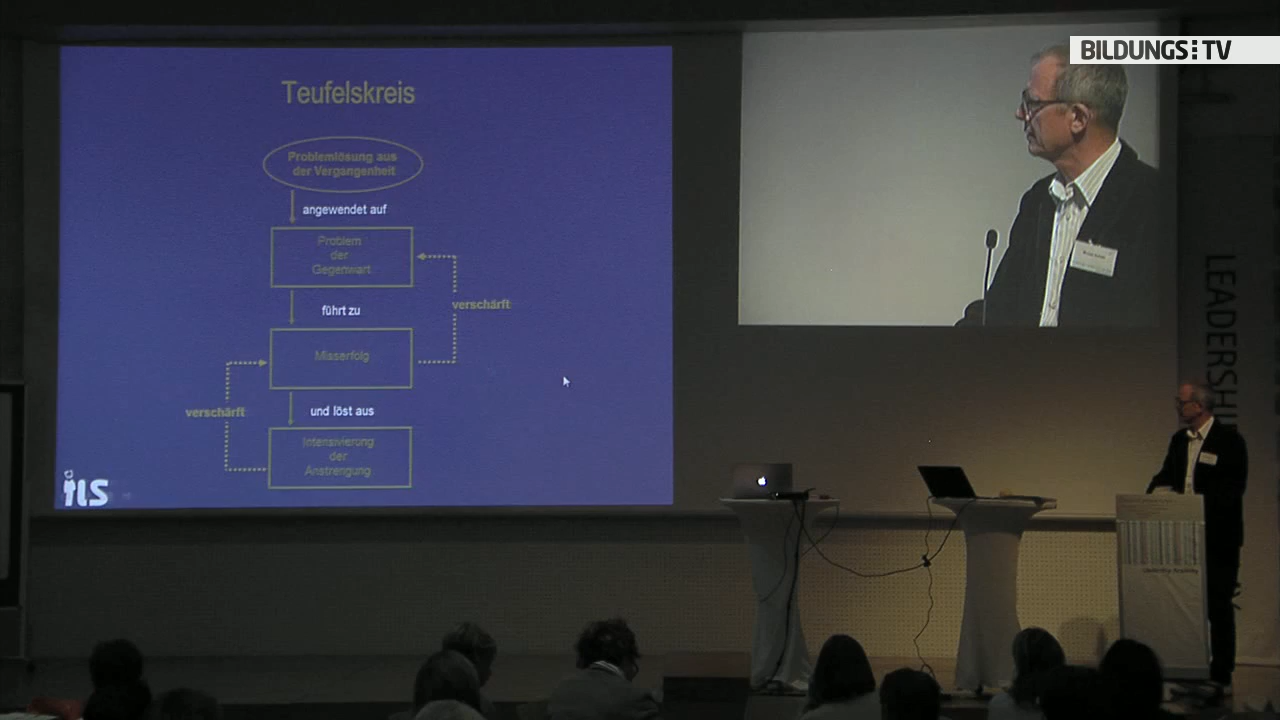 BILDUNGS TV
Teufelskreis
Problemlösung aus
der Vergangenheit
angewendet auf
Problem
der
Gegenwart
verschärft
führt zu
Misserfolg
verschärft
und löst aus
Intensivierung
der
Anstrengung
ILS
LEADERSHI